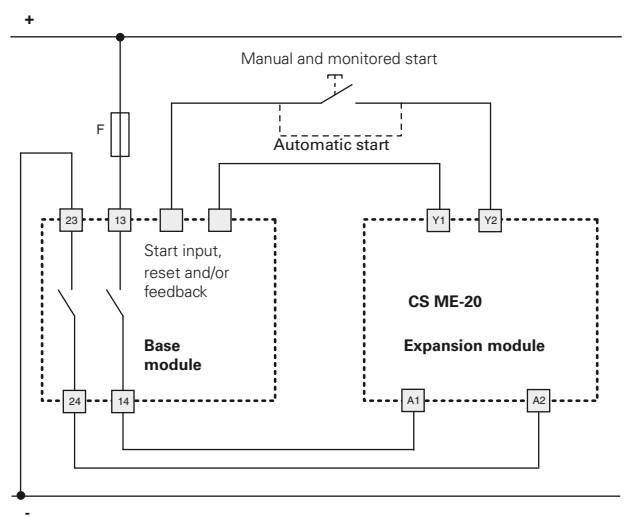 +
Manual and monitored start
F
Automatic start
23
13
Y1
Y2
Start input,
reset and/or
feedback
CS ME-20
Base
module
Expansion module
24
14
A1
A2
-